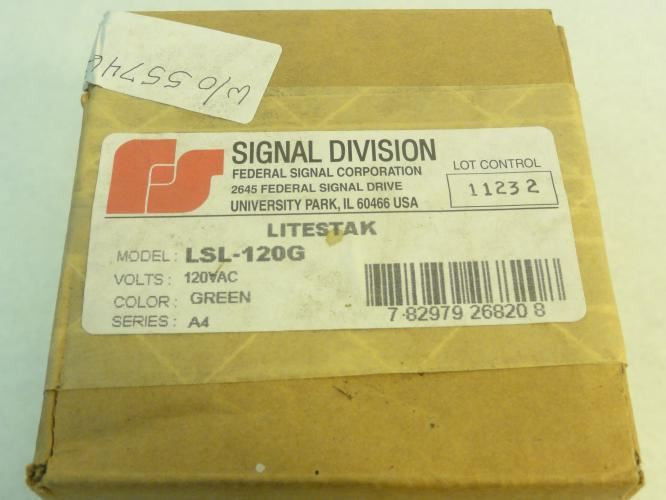 W/O 55746
SIGNAL DIVISION
FEDERAL SIGNAL CORPORATION
2645 FEDERAL SIGNAL DRIVE
UNIVERSITY PARK, IL 60466 USA
LOT CONTROL
11232
LITESTAK
MODEL: LSL-120G
VOLTS: 120VAC
COLOR: GREEN
SERIES: A4
7 82979 26820 8